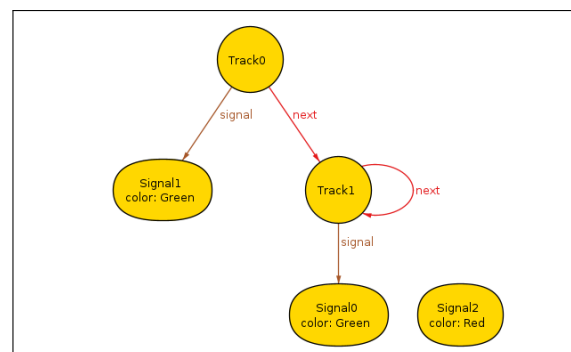 Track0
signal
next
Signal1
color: Green
Track1
next
signal
Signal0
color: Green
Signal2
color: Red